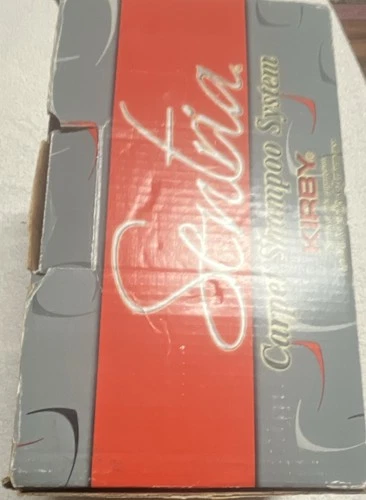 Sentria
Carpet Shampoo System
KIRBY